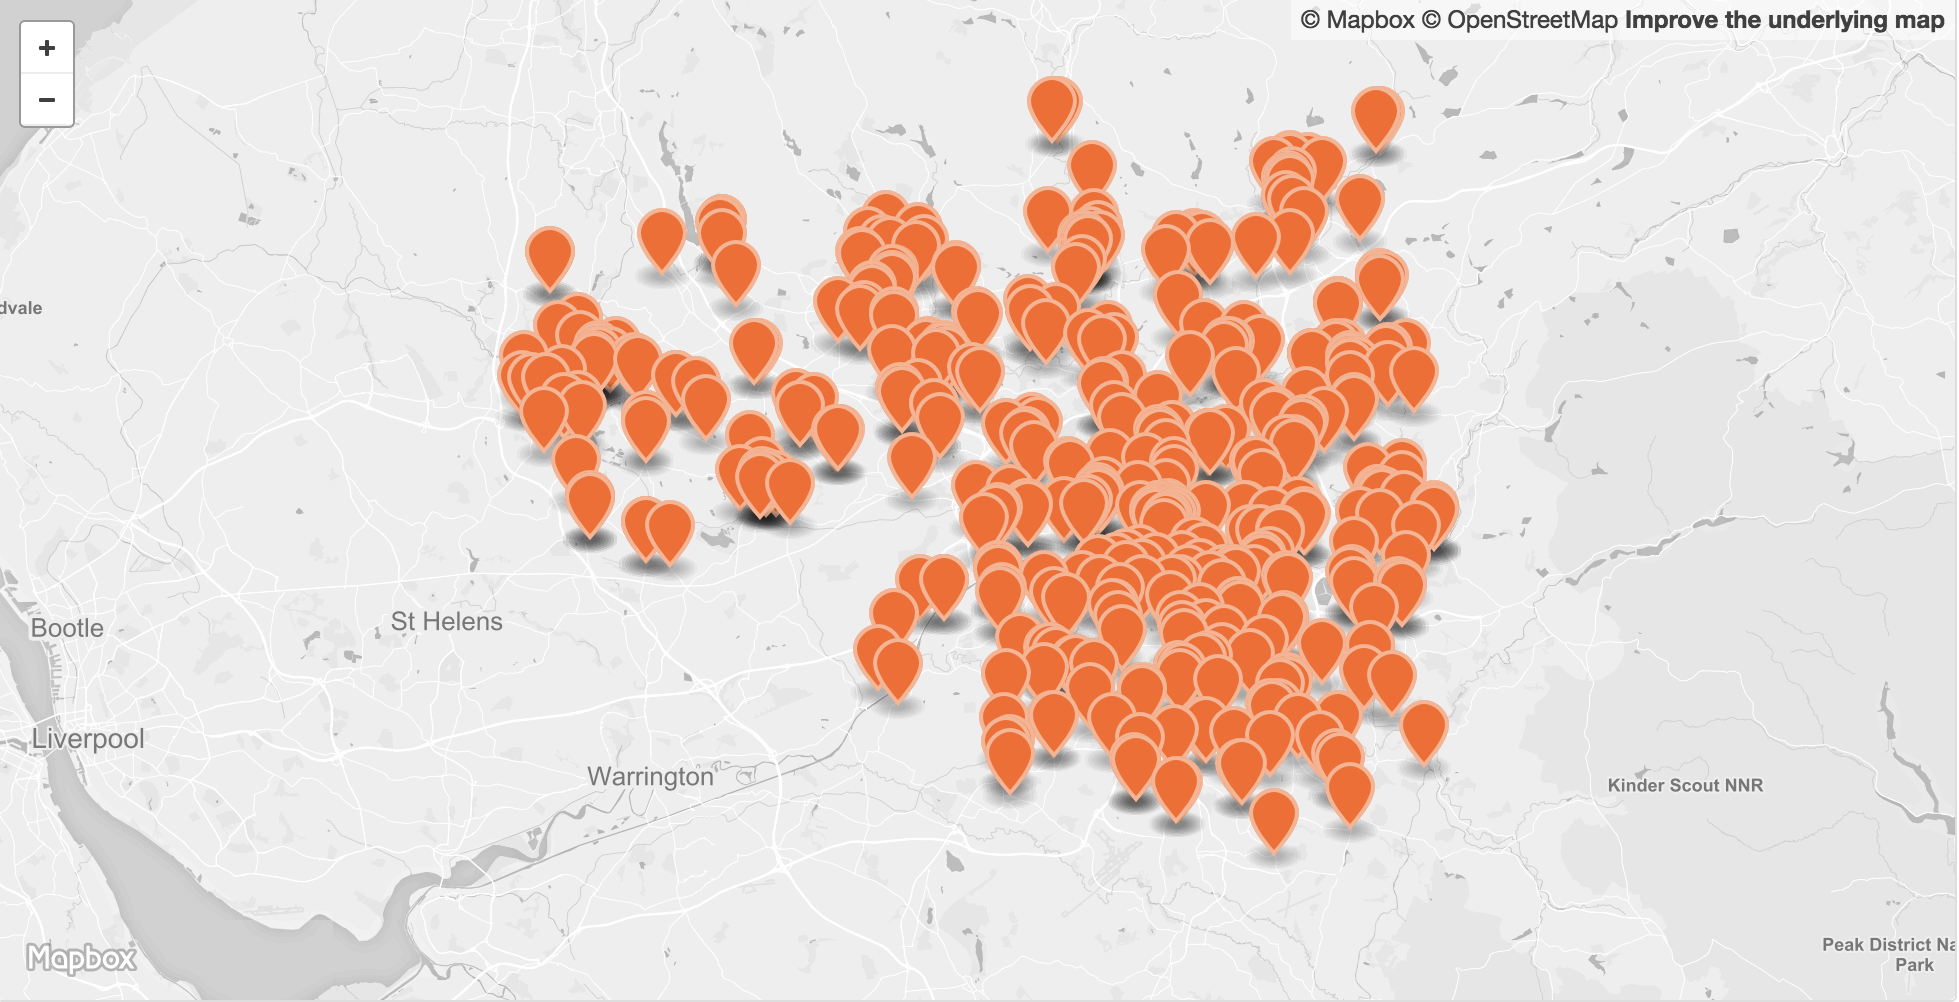 +
© Mapbox © OpenStreetMap Improve the underlying map
−
dvale
St Helens
Bootle
Liverpool
Warrington
Kinder Scout NNR
Peak District Na
Park
Mapbox